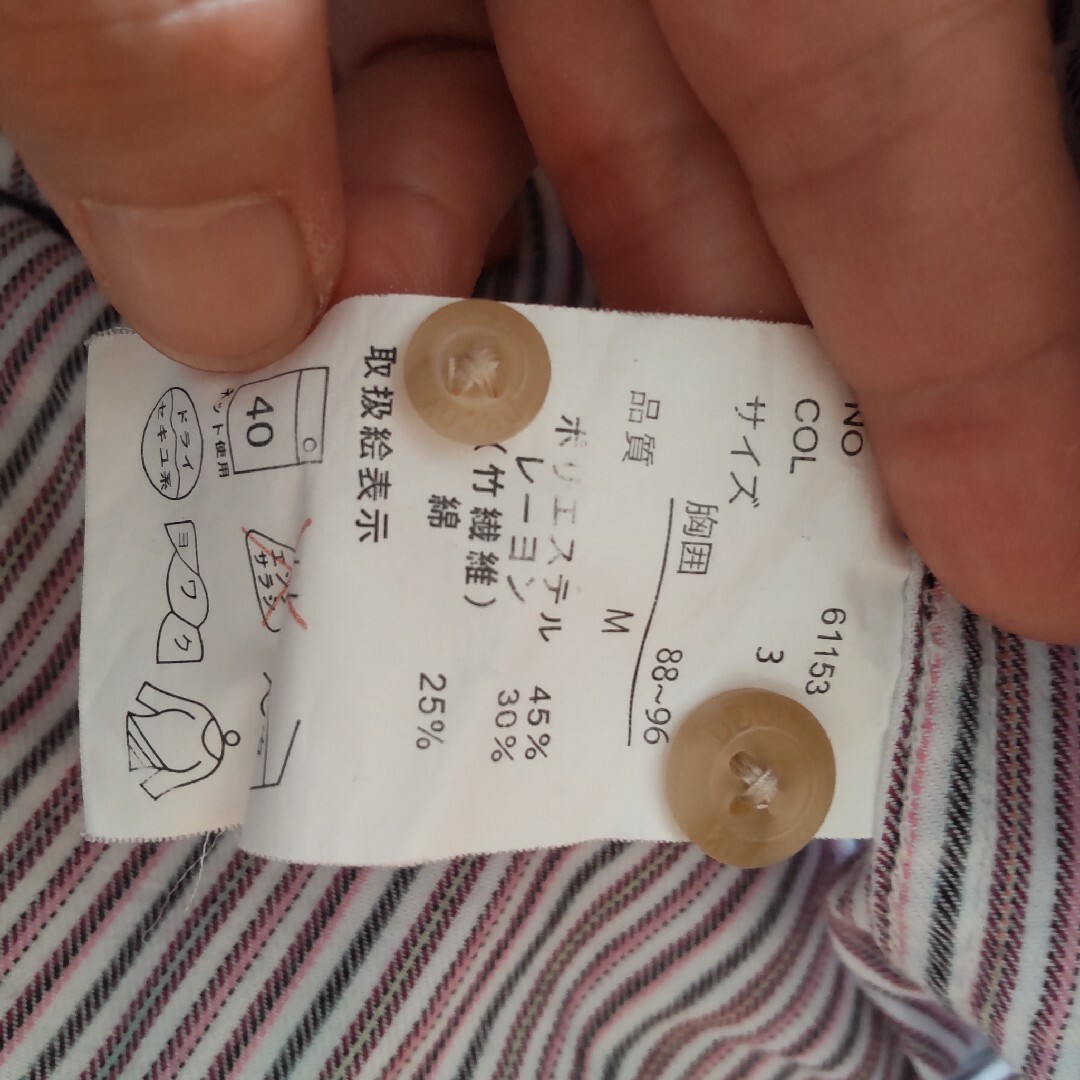 NO 61153
COL 3
サイズ
胸囲 88~96
M
品質
ポリエステル 45%
レーヨン 30%
(竹繊維)
綿 25%
取扱絵表示
40
ネット使用
エンソ
サラシ
ドライ
セキユ系
ヨワク